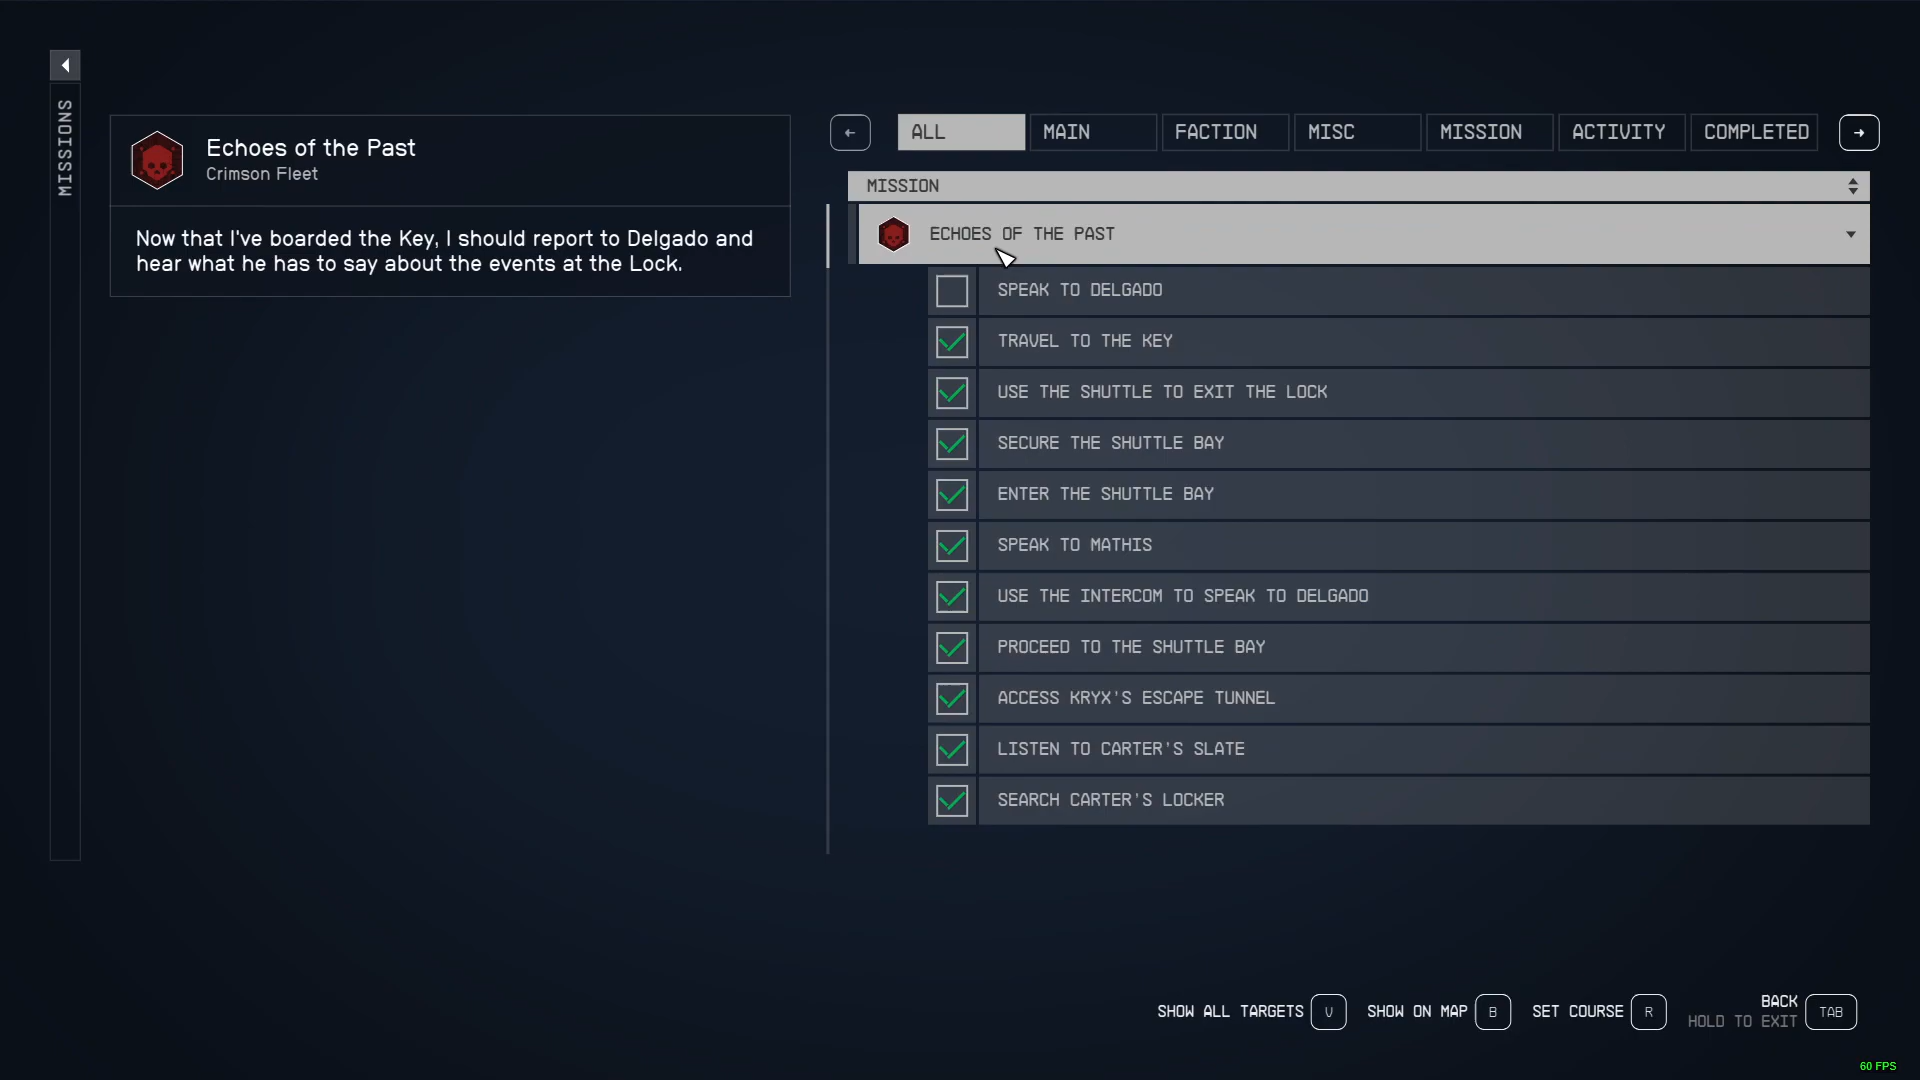 MISSIONS
Echoes of the Past
Crimson Fleet
Now that I've boarded the Key, I should report to Delgado and
hear what he has to say about the events at the Lock.
ALL
MAIN
FACTION
MISC
MISSION
ACTIVITY
COMPLETED
MISSION
ECHOES OF THE PAST
SPEAK TO DELGADO
TRAVEL TO THE KEY
USE THE SHUTTLE TO EXIT THE LOCK
SECURE THE SHUTTLE BAY
ENTER THE SHUTTLE BAY
SPEAK TO MATHIS
USE THE INTERCOM TO SPEAK TO DELGADO
PROCEED TO THE SHUTTLE BAY
ACCESS KRYX'S ESCAPE TUNNEL
LISTEN TO CARTER'S SLATE
SEARCH CARTER'S LOCKER
SHOW ALL TARGETS V
SHOW ON MAP B
SET COURSE R
BACK
HOLD TO EXIT
TAB
60 FPS